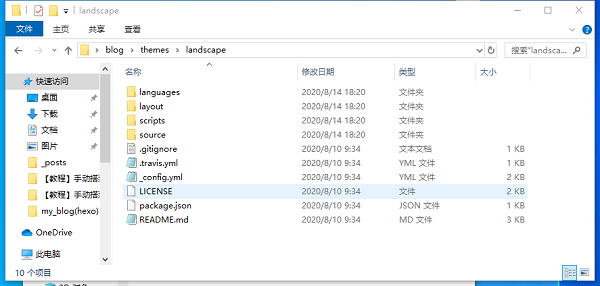 landscape
文件 主页 共享 查看
blog themes landscape 搜索"landsca...
名称 修改日期 类型 大小
快速访问
桌面
下载
文档
图片
_posts
【教程】手动搭
【教程】手动搭
my_blog(hexo)
OneDrive
此电脑
languages 2020/8/14 18:20 文件夹
layout 2020/8/14 18:20 文件夹
scripts 2020/8/14 18:20 文件夹
source 2020/8/14 18:20 文件夹
.gitignore 2020/8/10 9:34 文本文档 1 KB
.travis.yml 2020/8/10 9:34 YML 文件 1 KB
_config.yml 2020/8/10 9:34 YML 文件 2 KB
LICENSE 2020/8/10 9:34 文件 2 KB
package.json 2020/8/10 9:34 JSON 文件 1 KB
README.md 2020/8/10 9:34 MD 文件 3 KB
10 个项目